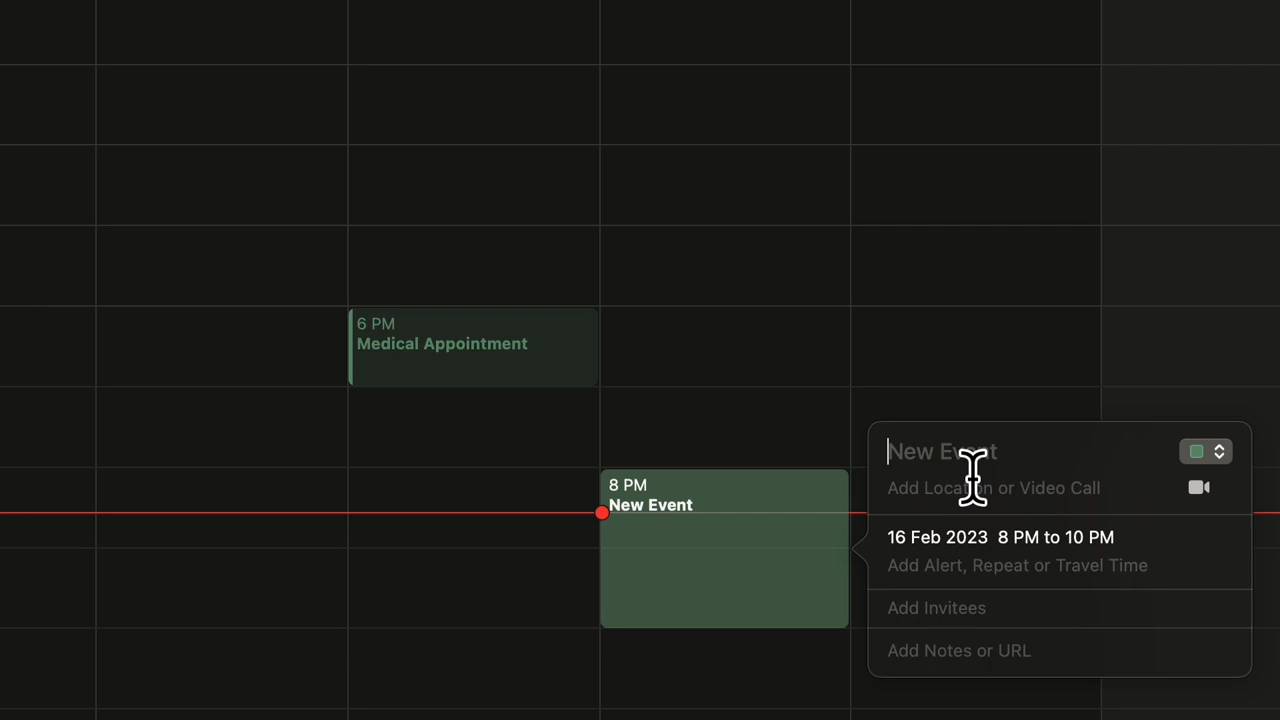 6 PM
Medical Appointment
8 PM
New Event
New Event
Add Location or Video Call
16 Feb 2023 8 PM to 10 PM
Add Alert, Repeat or Travel Time
Add Invitees
Add Notes or URL